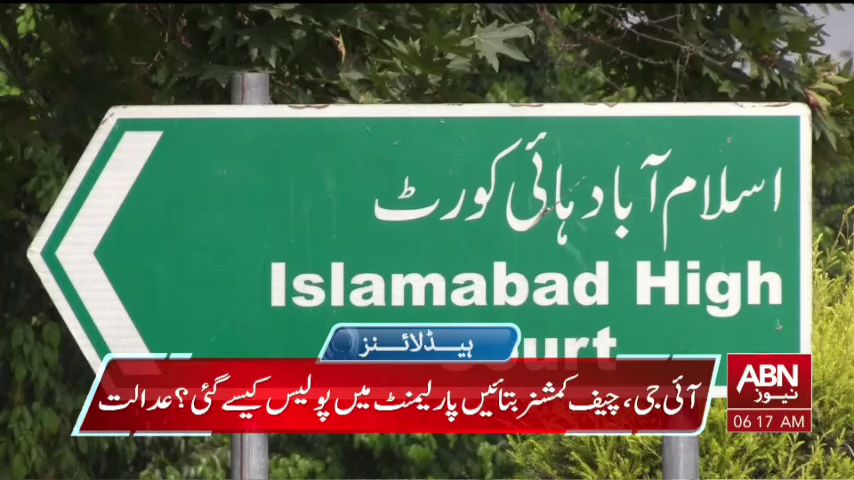 اسلام آباد ہائی کورٹ
Islamabad High
Court
ہیڈلائنز
آئی جی، چیف کمشنر بتائیں پارلیمنٹ میں پولیس کیسے گئی؟ عدالت
ABN
نیوز
06 17 AM